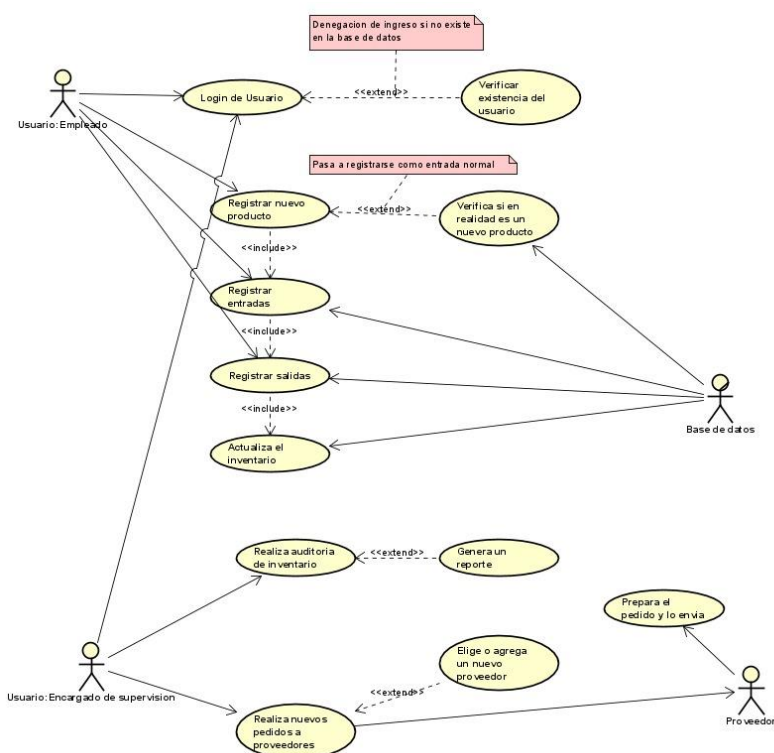 Denegacion de ingreso si no existe
en la base de datos
Usuario: Empleado
Login de Usuario
<<extend>>
Verificar
existencia del
usuario
Pasa a registrarse como entrada normal
Registrar nuevo
producto
<<extend>>
Verifica si en
realidad es un
nuevo producto
<<include>>
Registrar
entradas
<<include>>
Registrar salidas
<<include>>
Base de datos
Actualiza el
inventario
Realiza auditoria
de inventario
<<extend>>
Genera un
reporte
Prepara el
pedido y lo envia
Elige o agrega
un nuevo
proveedor
Usuario: Encargado de supervision
<<extend>>
Realiza nuevos
pedidos a
proveedores
Proveedor